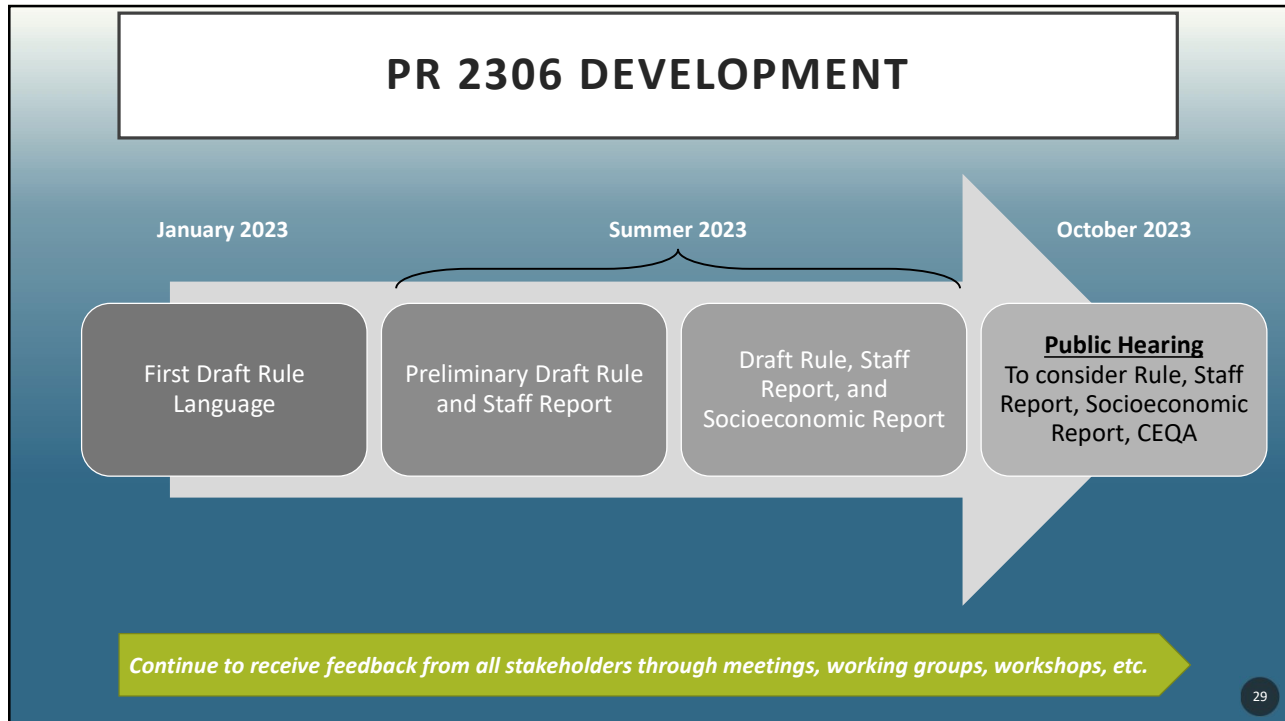 PR 2306 DEVELOPMENT
January 2023
Summer 2023
October 2023
First Draft Rule
Language
Preliminary Draft Rule
and Staff Report
Draft Rule, Staff
Report, and
Socioeconomic Report
Public Hearing
To consider Rule, Staff
Report, Socioeconomic
Report, CEQA
Continue to receive feedback from all stakeholders through meetings, working groups, workshops, etc.
29